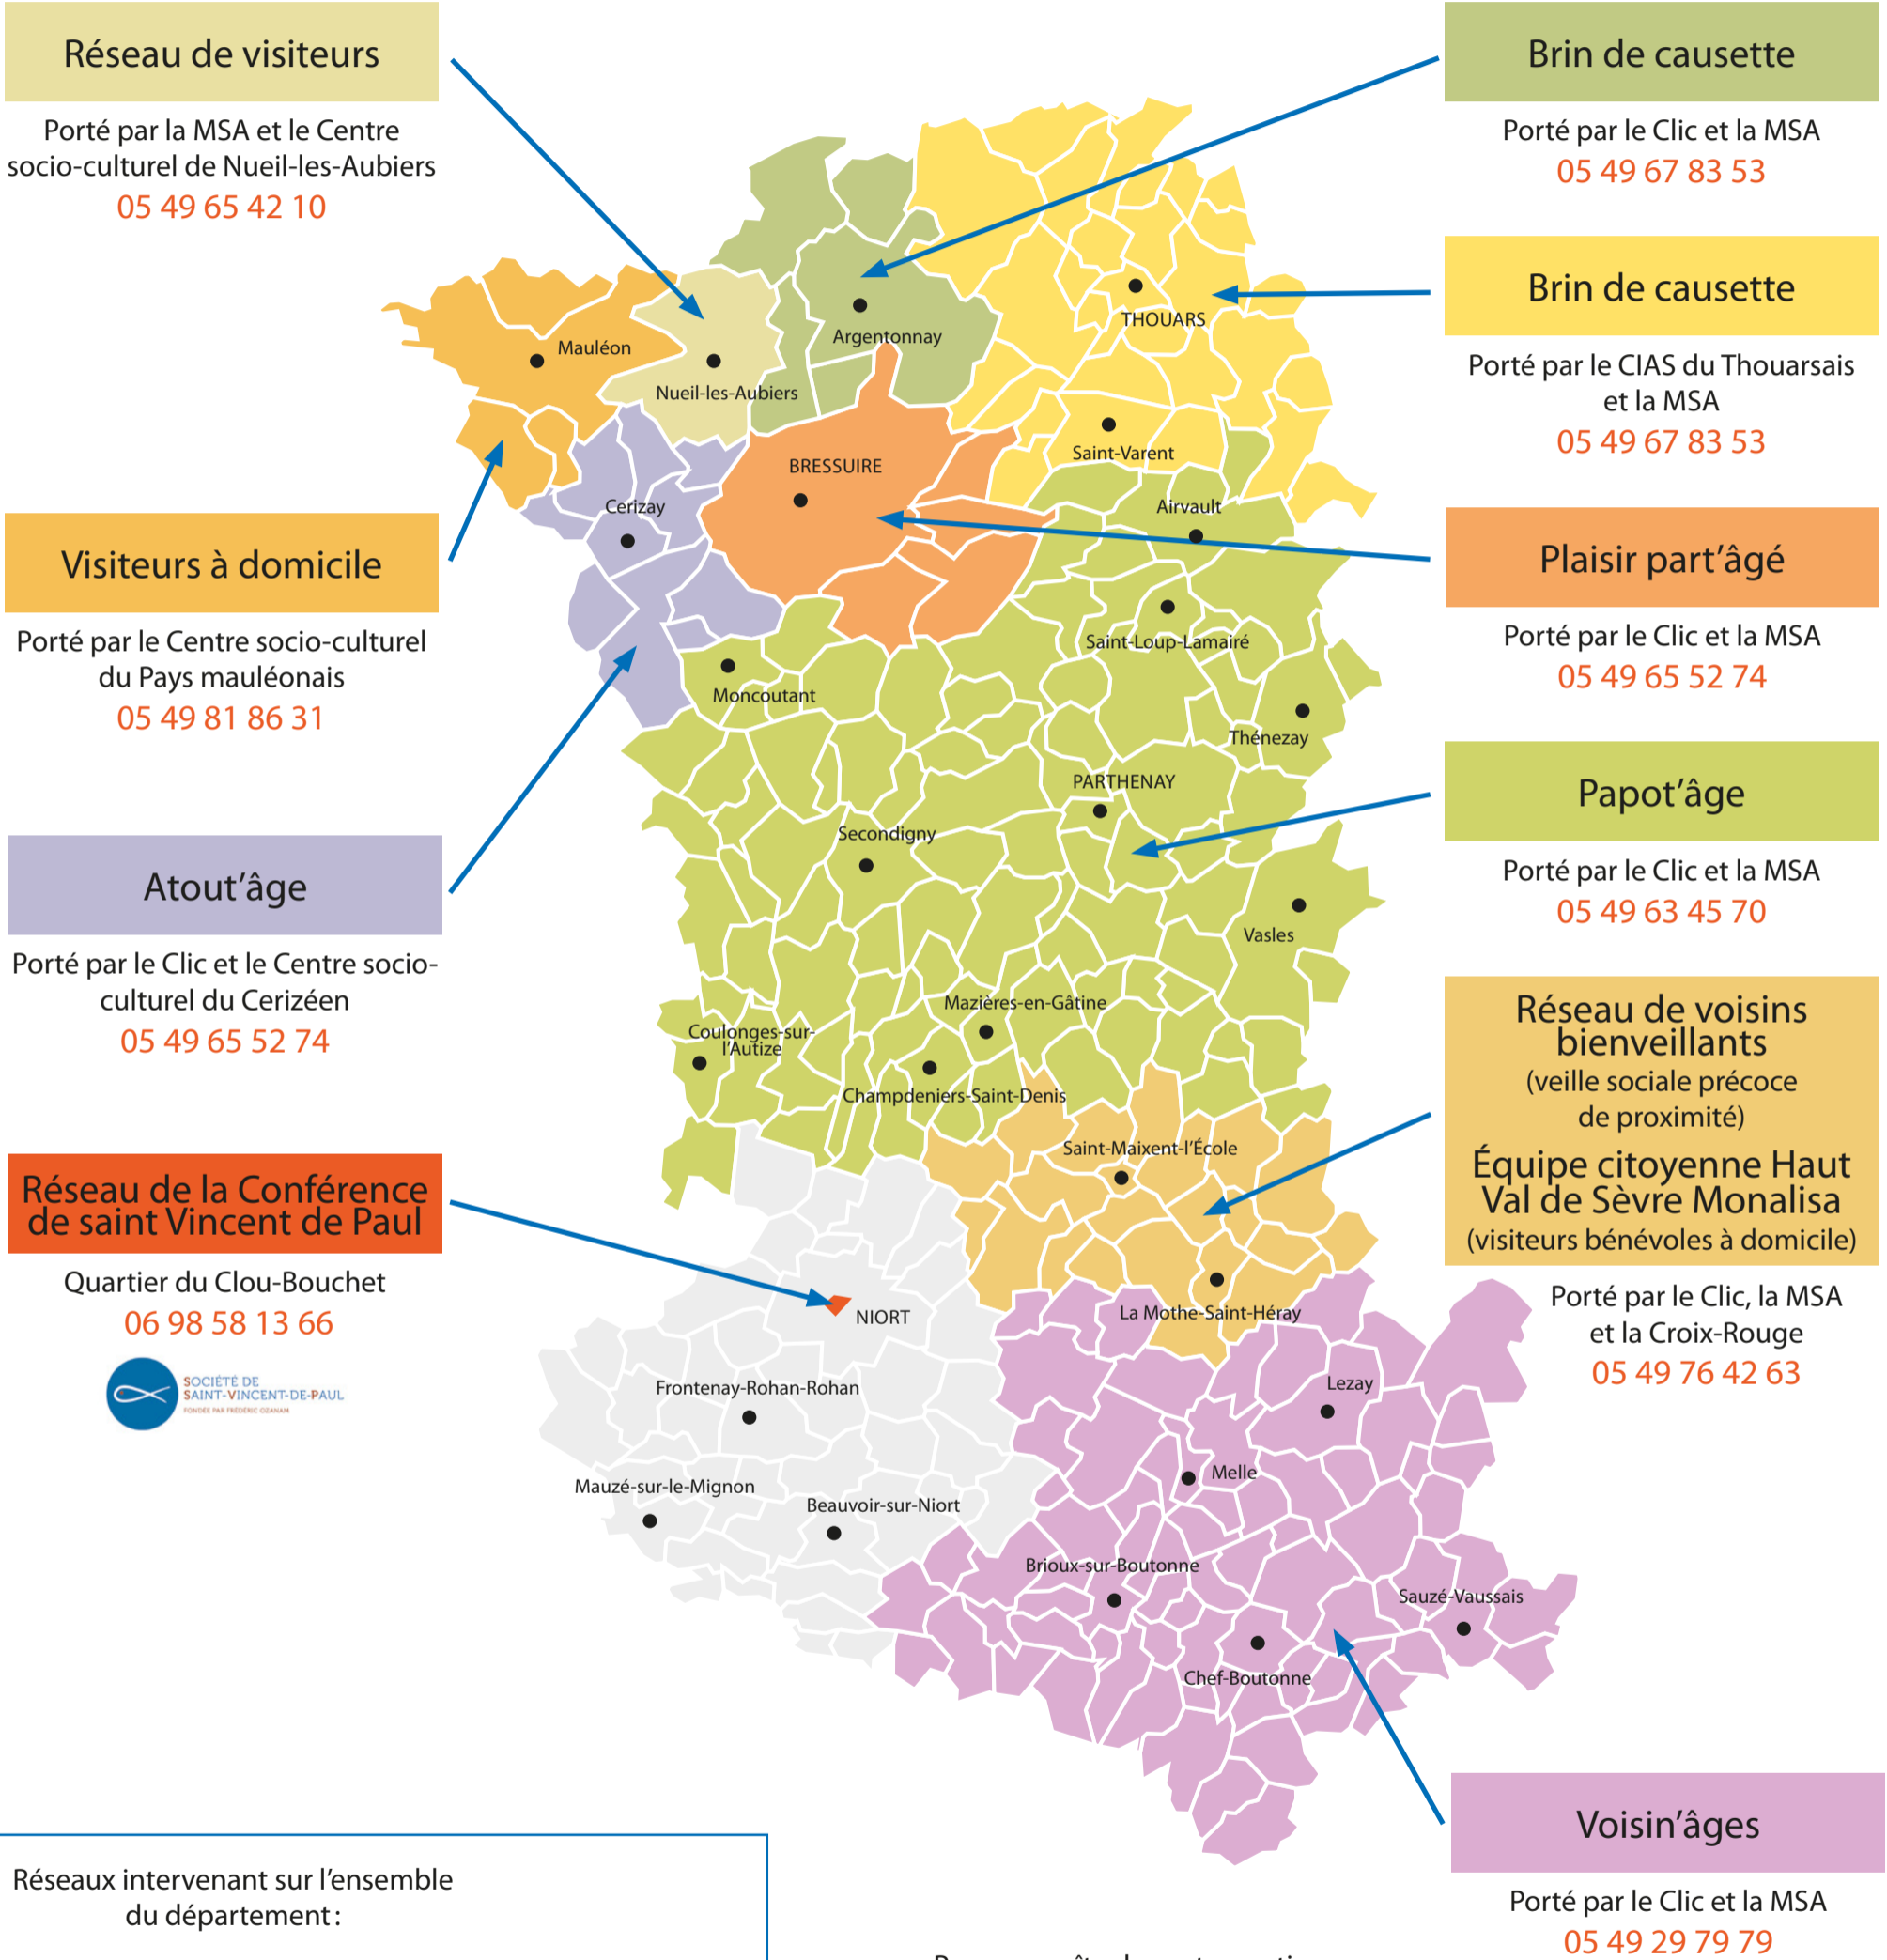 Réseau de visiteurs
Porté par la MSA et le Centre
socio-culturel de Nueil-les-Aubiers
05 49 65 42 10
Visiteurs à domicile
Porté par le Centre socio-culturel
du Pays mauléonais
05 49 81 86 31
Atout’âge
Porté par le Clic et le Centre socio-
culturel du Cerizéen
05 49 65 52 74
Réseau de la Conférence
de saint Vincent de Paul
Quartier du Clou-Bouchet
06 98 58 13 66
SOCIÉTÉ DE
SAINT-VINCENT-DE-PAUL
FONDÉE PAR FRÉDÉRIC OZANAM
Brin de causette
Porté par le Clic et la MSA
05 49 67 83 53
Brin de causette
Porté par le CIAS du Thouarsais
et la MSA
05 49 67 83 53
Plaisir part’âgé
Porté par le Clic et la MSA
05 49 65 52 74
Papot’âge
Porté par le Clic et la MSA
05 49 63 45 70
Réseau de voisins
bienveillants
(veille sociale précoce
de proximité)
Équipe citoyenne Haut
Val de Sèvre Monalisa
(visiteurs bénévoles à domicile)
Porté par le Clic, la MSA
et la Croix-Rouge
05 49 76 42 63
Voisin’âges
Porté par le Clic et la MSA
05 49 29 79 79
Argentonnay
THOUARS
Mauléon
Nueil-les-Aubiers
Saint-Varent
BRESSUIRE
Cerizay
Airvault
Saint-Loup-Lamairé
Moncoutant
Thénezay
PARTHENAY
Secondigny
Vasles
Mazières-en-Gâtine
Coulonges-sur-
l’Autize
Champdeniers-Saint-Denis
Saint-Maixent-l’École
La Mothe-Saint-Héray
NIORT
Lezay
Frontenay-Rohan-Rohan
Melle
Mauzé-sur-le-Mignon
Beauvoir-sur-Niort
Brioux-sur-Boutonne
Sauzé-Vaussais
Chef-Boutonne
Réseaux intervenant sur l’ensemble
du département :